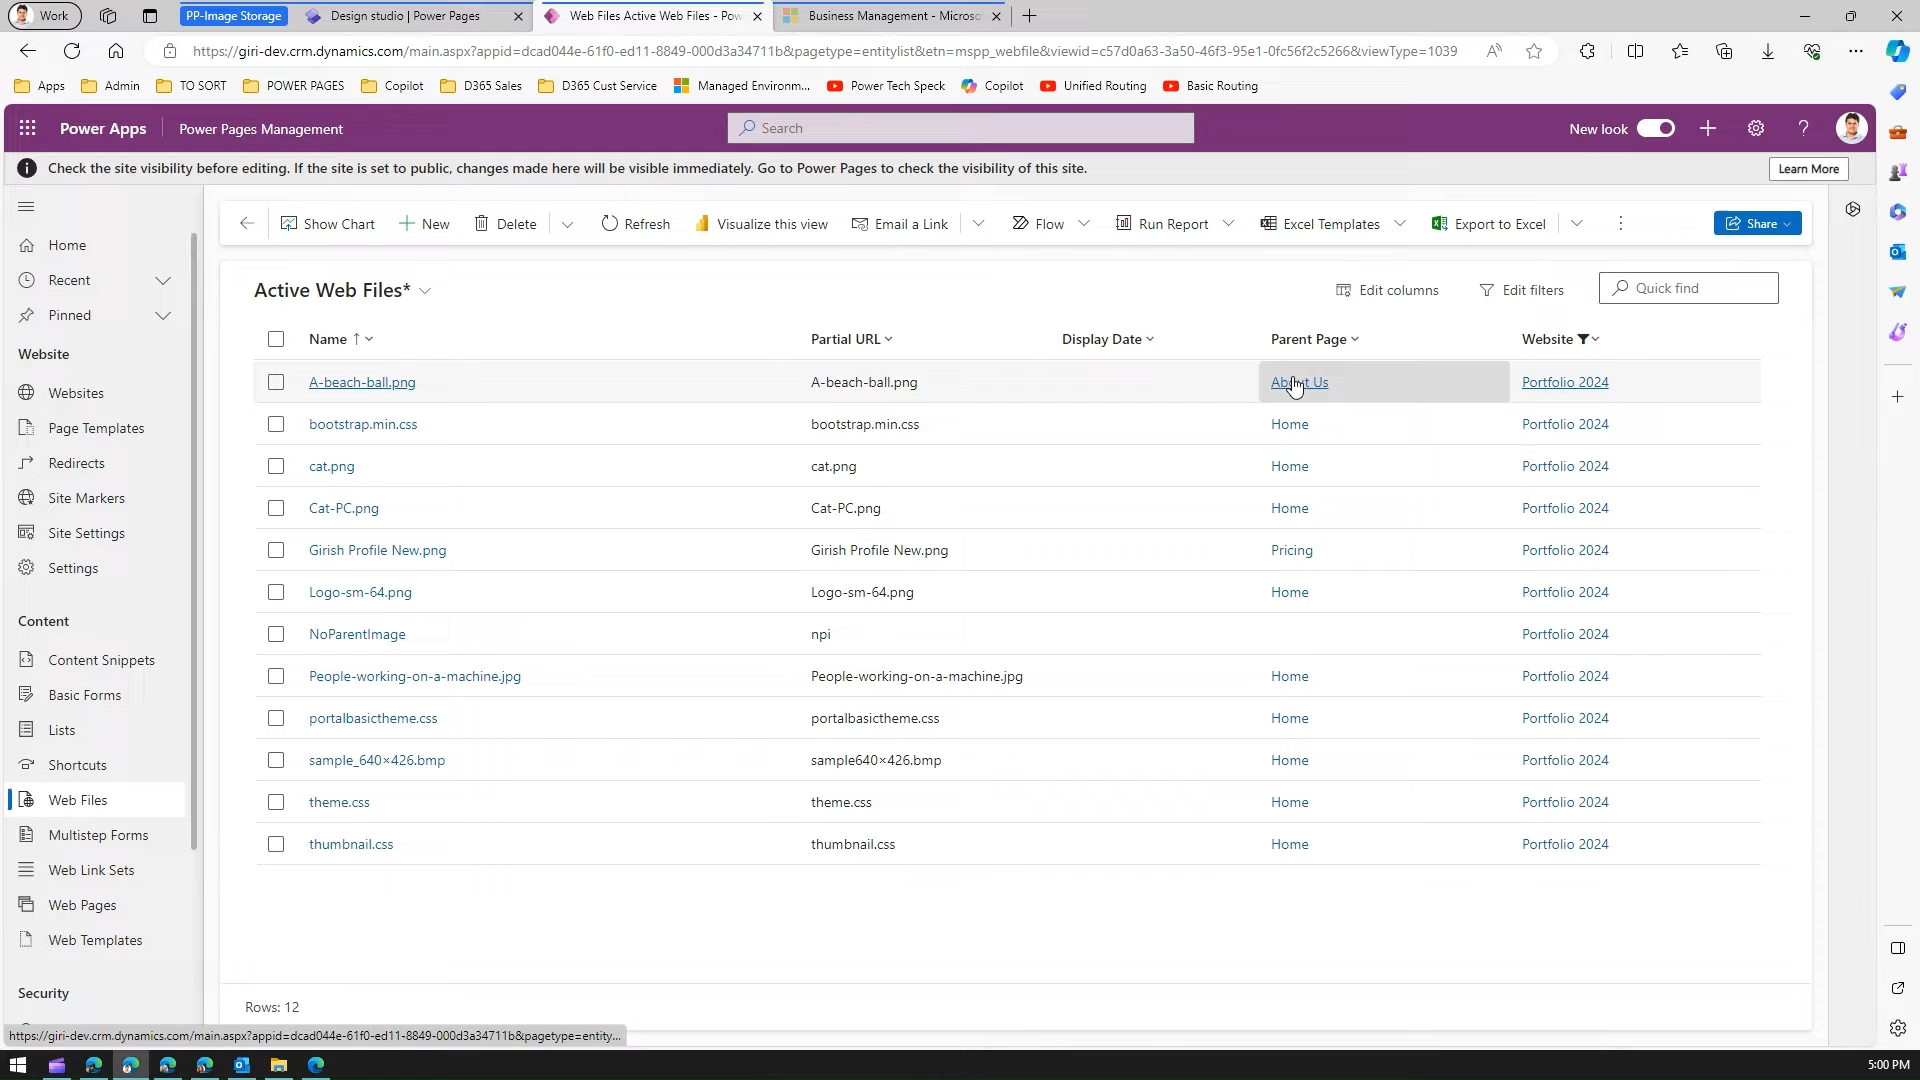 Work
PP-Image Storage
Design studio | Power Pages
Web Files Active Web Files - Pow
Business Management - Microso
https://giri-dev.crm.dynamics.com/main.aspx?appid=dcad044e-61f0-ed11-8849-000d3a34711b&pagetype=entitylist&etn=mspp_webfile&viewid=c57d0a63-3a50-46f3-95e1-0fc56f2c5266&viewType=1039
Apps Admin TO SORT POWER PAGES Copilot D365 Sales D365 Cust Service Managed Environm... Power Tech Speck Copilot Unified Routing Basic Routing
Power Apps Power Pages Management Search New look
Check the site visibility before editing. If the site is set to public, changes made here will be visible immediately. Go to Power Pages to check the visibility of this site. Learn More
Show Chart New Delete Refresh Visualize this view Email a Link Flow Run Report Excel Templates Export to Excel Share
Home
Recent
Pinned
Website
Websites
Page Templates
Redirects
Site Markers
Site Settings
Settings
Content
Content Snippets
Basic Forms
Lists
Shortcuts
Web Files
Multistep Forms
Web Link Sets
Web Pages
Web Templates
Security
Active Web Files* Edit columns Edit filters Quick find
Name ↑ Partial URL Display Date Parent Page Website
A-beach-ball.png A-beach-ball.png About Us Portfolio 2024
bootstrap.min.css bootstrap.min.css Home Portfolio 2024
cat.png cat.png Home Portfolio 2024
Cat-PC.png Cat-PC.png Home Portfolio 2024
Girish Profile New.png Girish Profile New.png Pricing Portfolio 2024
Logo-sm-64.png Logo-sm-64.png Home Portfolio 2024
NoParentImage npi Portfolio 2024
People-working-on-a-machine.jpg People-working-on-a-machine.jpg Home Portfolio 2024
portalbasictheme.css portalbasictheme.css Home Portfolio 2024
sample_640×426.bmp sample640×426.bmp Home Portfolio 2024
theme.css theme.css Home Portfolio 2024
thumbnail.css thumbnail.css Home Portfolio 2024
Rows: 12
https://giri-dev.crm.dynamics.com/main.aspx?appid=dcad044e-61f0-ed11-8849-000d3a34711b&pagetype=entity...
5:00 PM